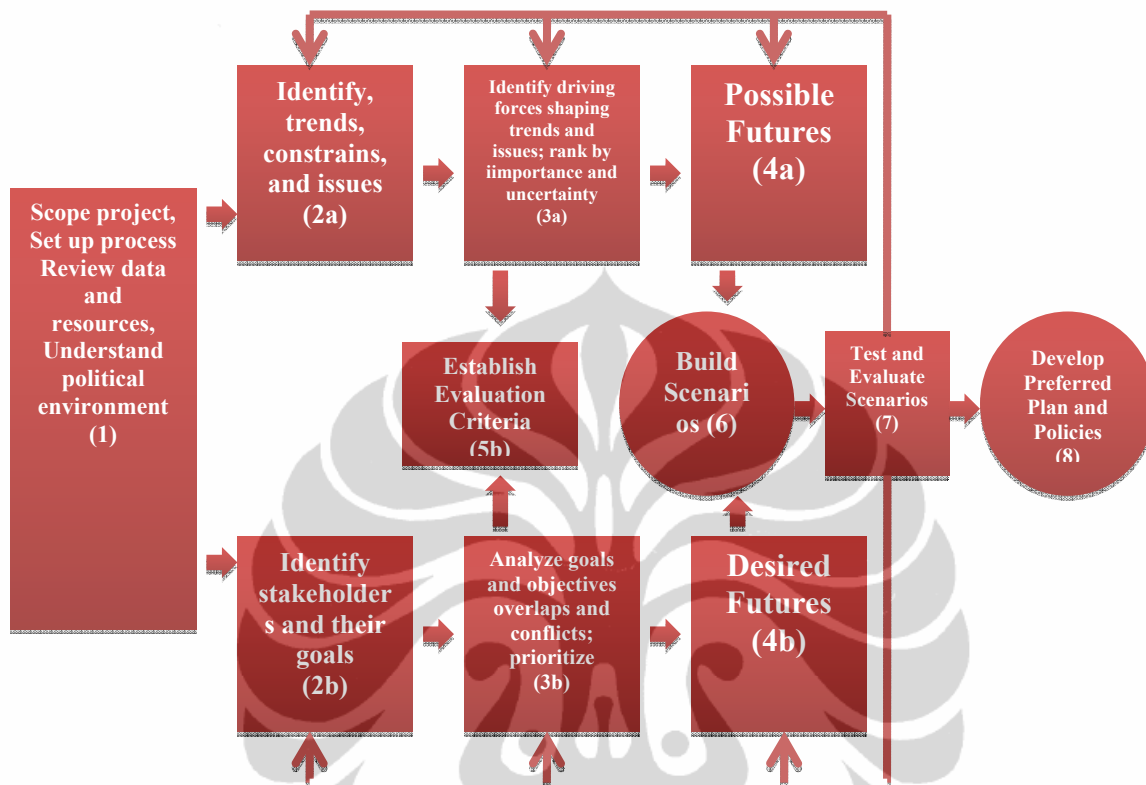 Scope project,
Set up process
Review data
and
resources,
Understand
political
environment
(1)
Identify,
trends,
constrains,
and issues
(2a)
Identify driving
forces shaping
trends and
issues; rank by
iimportance and
uncertainty
(3a)
Possible
Futures
(4a)
Establish
Evaluation
Criteria
(5b)
Build
Scenari
os (6)
Test and
Evaluate
Scenarios
(7)
Develop
Preferred
Plan and
Policies
(8)
Identify
stakeholder
s and their
goals
(2b)
Analyze goals
and objectives
overlaps and
conflicts;
prioritize
(3b)
Desired
Futures
(4b)